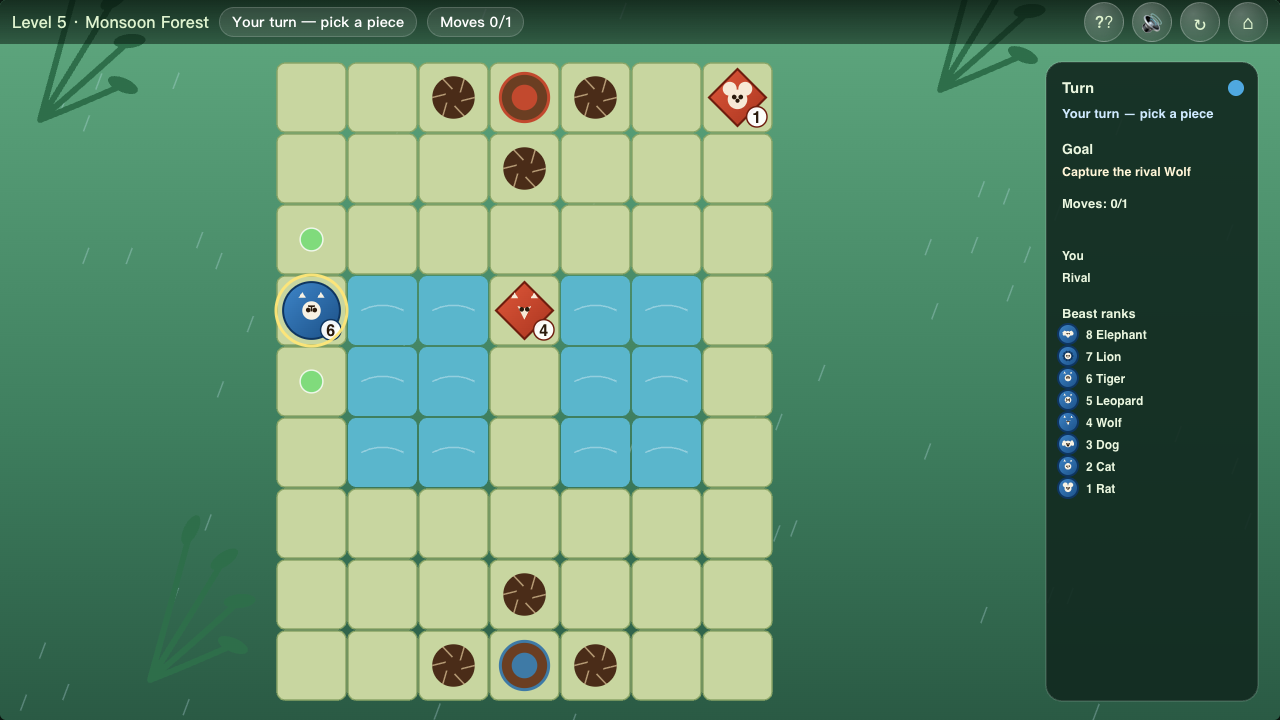 Level 5 · Monsoon Forest
Your turn — pick a piece
Moves 0/1
??
1
6
4
Turn
Your turn — pick a piece
Goal
Capture the rival Wolf
Moves: 0/1
You
Rival
Beast ranks
8 Elephant
7 Lion
6 Tiger
5 Leopard
4 Wolf
3 Dog
2 Cat
1 Rat